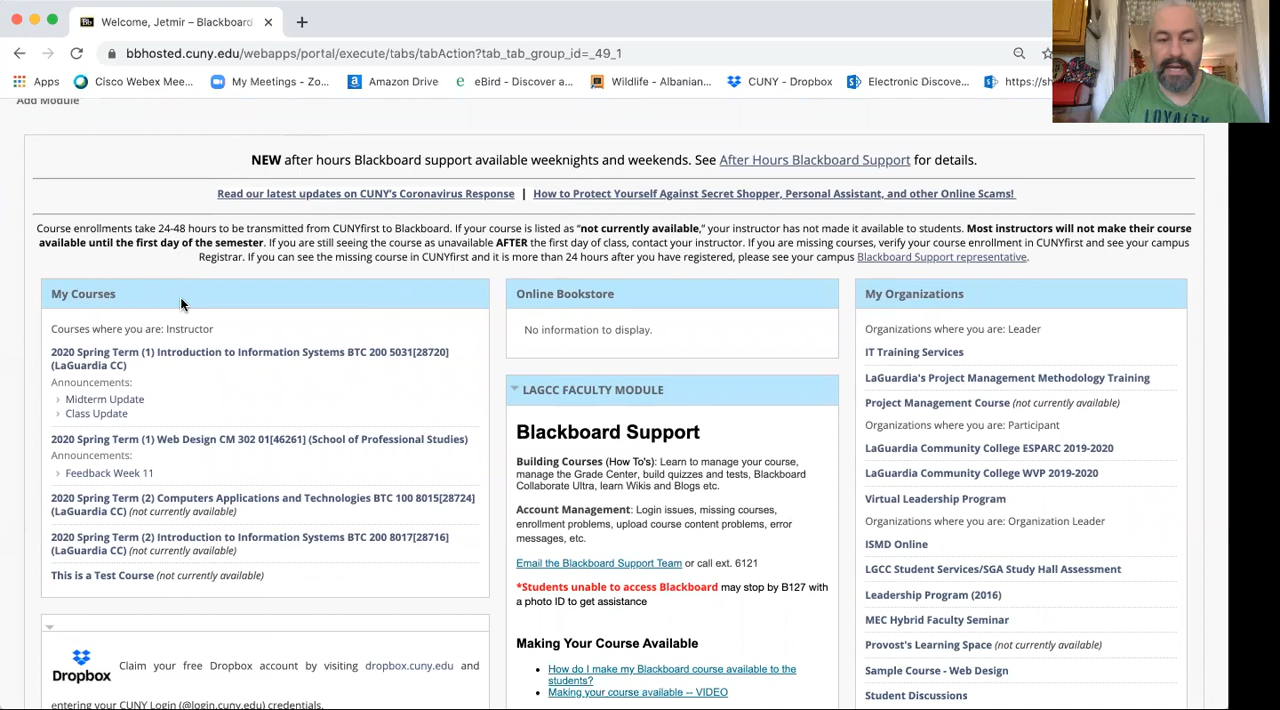 Bb Welcome, Jetmir – Blackboard
bbhosted.cuny.edu/webapps/portal/execute/tabs/tabAction?tab_tab_group_id=_49_1
Apps
Cisco Webex Mee...
My Meetings - Zo...
Amazon Drive
eBird - Discover a...
Wildlife - Albanian...
CUNY - Dropbox
Electronic Discove...
Add Module
NEW after hours Blackboard support available weeknights and weekends. See After Hours Blackboard Support for details.
Read our latest updates on CUNY's Coronavirus Response | How to Protect Yourself Against Secret Shopper, Personal Assistant, and other Online Scams!
Course enrollments take 24-48 hours to be transmitted from CUNYfirst to Blackboard. If your course is listed as “not currently available,” your instructor has not made it available to students. Most instructors will not make their course
available until the first day of the semester. If you are still seeing the course as unavailable AFTER the first day of class, contact your instructor. If you are missing courses, verify your course enrollment in CUNYfirst and see your campus
Registrar. If you can see the missing course in CUNYfirst and it is more than 24 hours after you have registered, please see your campus Blackboard Support representative.
My Courses
Courses where you are: Instructor
2020 Spring Term (1) Introduction to Information Systems BTC 200 5031[28720]
(LaGuardia CC)
Announcements:
Midterm Update
Class Update
2020 Spring Term (1) Web Design CM 302 01[46261] (School of Professional Studies)
Announcements:
Feedback Week 11
2020 Spring Term (2) Computers Applications and Technologies BTC 100 8015[28724]
(LaGuardia CC) (not currently available)
2020 Spring Term (2) Introduction to Information Systems BTC 200 8017[28716]
(LaGuardia CC) (not currently available)
This is a Test Course (not currently available)
Dropbox
Claim your free Dropbox account by visiting dropbox.cuny.edu and
entering your CUNY Login (@login.cuny.edu) credentials.
Online Bookstore
No information to display.
LAGCC FACULTY MODULE
Blackboard Support
Building Courses (How To's): Learn to manage your course,
manage the Grade Center, build quizzes and tests, Blackboard
Collaborate Ultra, learn Wikis and Blogs etc.
Account Management: Login issues, missing courses,
enrollment problems, upload course content problems, error
messages, etc.
Email the Blackboard Support Team or call ext. 6121
*Students unable to access Blackboard may stop by B127 with
a photo ID to get assistance
Making Your Course Available
How do I make my Blackboard course available to the
students?
Making your course available -- VIDEO
My Organizations
Organizations where you are: Leader
IT Training Services
LaGuardia's Project Management Methodology Training
Project Management Course (not currently available)
Organizations where you are: Participant
LaGuardia Community College ESPARC 2019-2020
LaGuardia Community College WVP 2019-2020
Virtual Leadership Program
Organizations where you are: Organization Leader
ISMD Online
LGCC Student Services/SGA Study Hall Assessment
Leadership Program (2016)
MEC Hybrid Faculty Seminar
Provost's Learning Space (not currently available)
Sample Course - Web Design
Student Discussions
LOYALTY